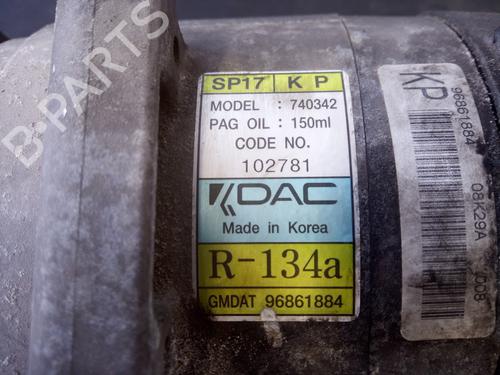 B-PARTS
SP17 K P
MODEL : 740342
PAG OIL : 150ml
CODE NO.
102781
DAC
Made in Korea
R-134a
GMDAT 96861884
KP
96861884
08K29A